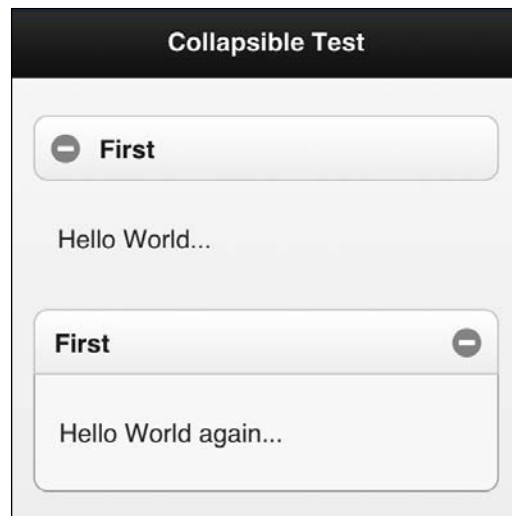 Collapsible Test
First
Hello World...
First
Hello World again...